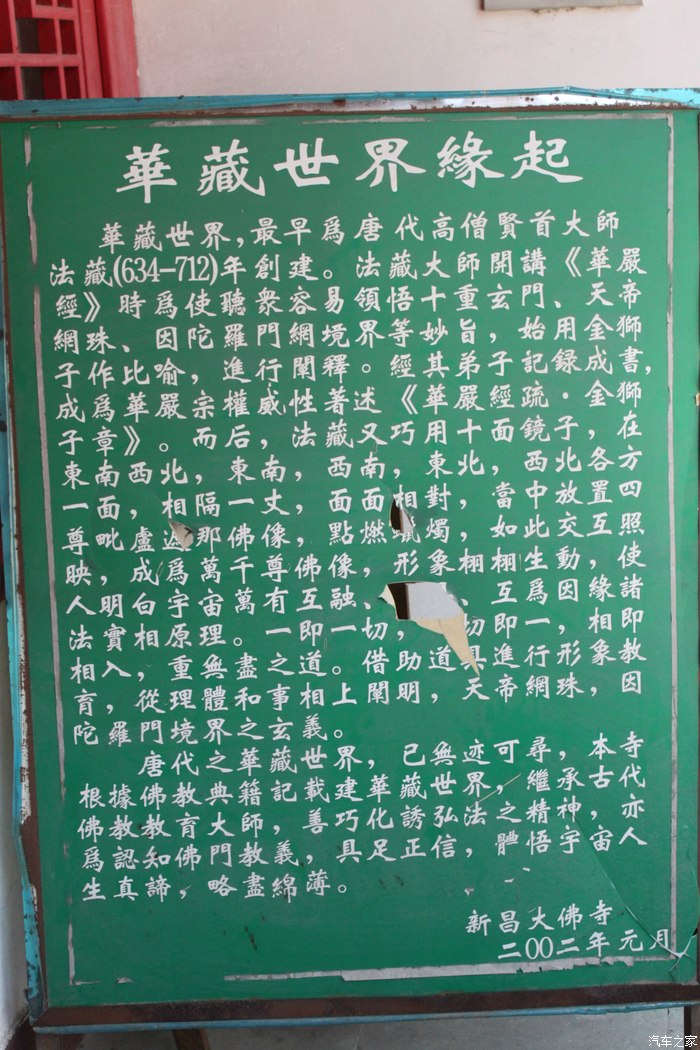 華藏世界緣起
華藏世界,最早爲唐代高僧賢首大師
法藏(634-712)年創建。法藏大師開講《華嚴
經》時爲使聽衆容易領悟十重玄門、天帝
網珠、因陀羅門網境界等妙旨,始用金獅
子作比喻,進行闡釋。經其弟子記録成書,
成爲華嚴宗權威性著述《華嚴經疏·金獅
子章》。而后,法藏又巧用十面鏡子,在
東南西北,東南,西南,東北,西北各方
一面,相隔一丈,面面相對,當中放置四
尊毗盧遮那佛像,點燃蠟燭,如此交互照
映,成爲萬千尊佛像,形象栩栩生動,使
人明白宇宙萬有互融、互爲因緣諸
法實相原理。一即一切,切即一,相即
相入,重無盡之道。借助道具進行形象教
育,從理體和事相上闡明,天帝網珠,因
陀羅門境界之玄義。
唐代之華藏世界,已無迹可尋,本寺
根據佛教典籍記載建華藏世界,繼承古代
佛教教育大師,善巧化誘弘法之精神,亦
爲認知佛門教義,具足正信,體悟宇宙人
生真諦,略盡綿薄。
新昌大佛寺
二〇〇二年元月
汽车之家